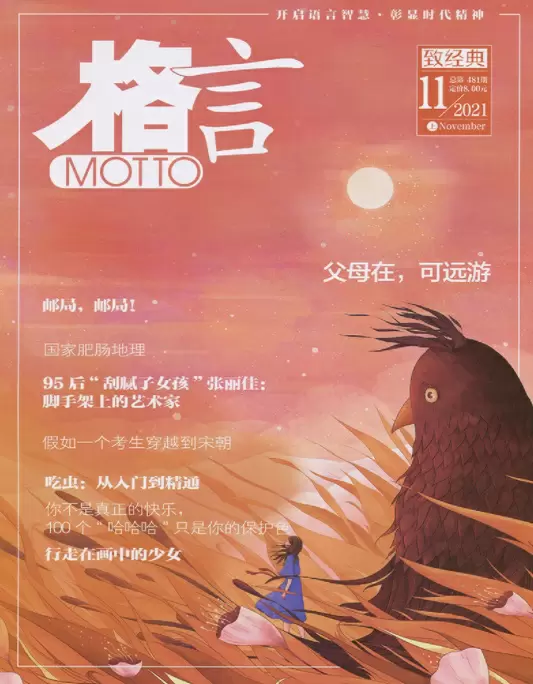 开启语言智慧·彰显时代精神
格言
MOTTO
致经典
总第 481期
定价8.00元
11/2021
上 November
父母在，可远游
邮局，邮局！
国家肥肠地理
95 后“刮腻子女孩”张丽佳：
脚手架上的艺术家
假如一个考生穿越到宋朝
吃虫：从入门到精通
你不是真正的快乐，
100 个“哈哈哈”只是你的保护色
行走在画中的少女